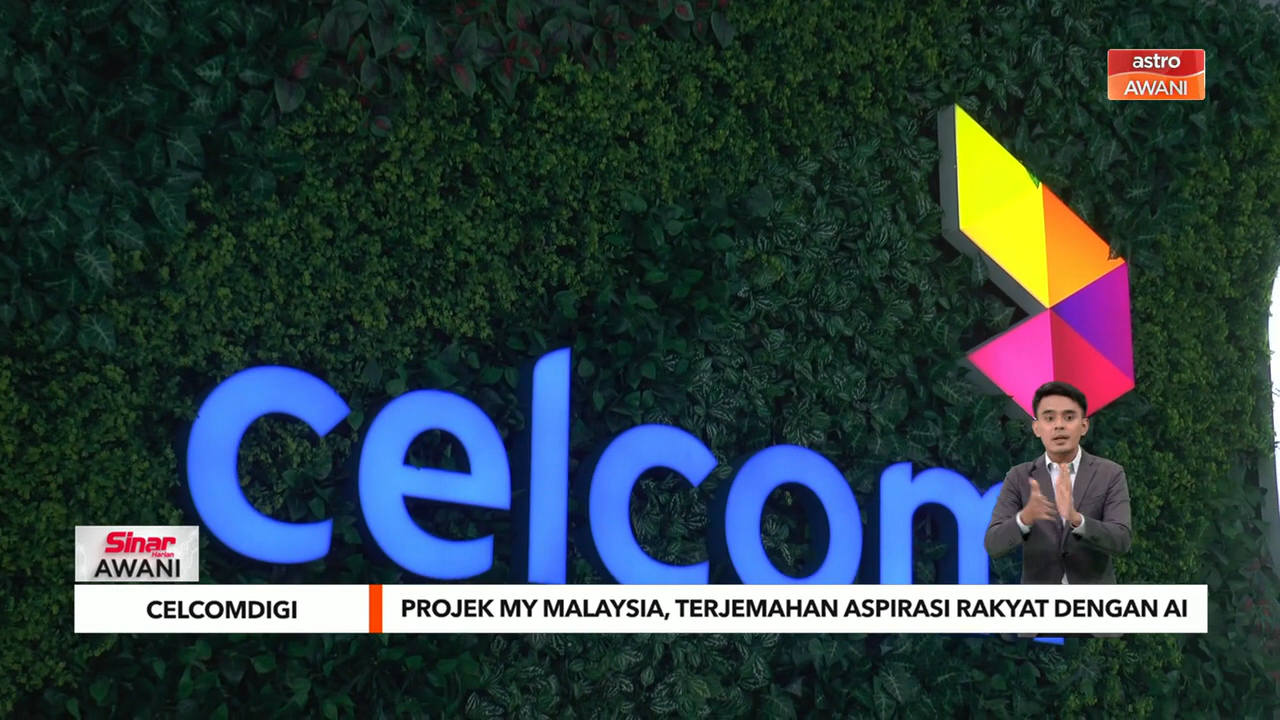 astro
AWANI
celcom
Sinar
Harian
AWANI
CELCOMDIGI
PROJEK MY MALAYSIA, TERJEMAHAN ASPIRASI RAKYAT DENGAN AI